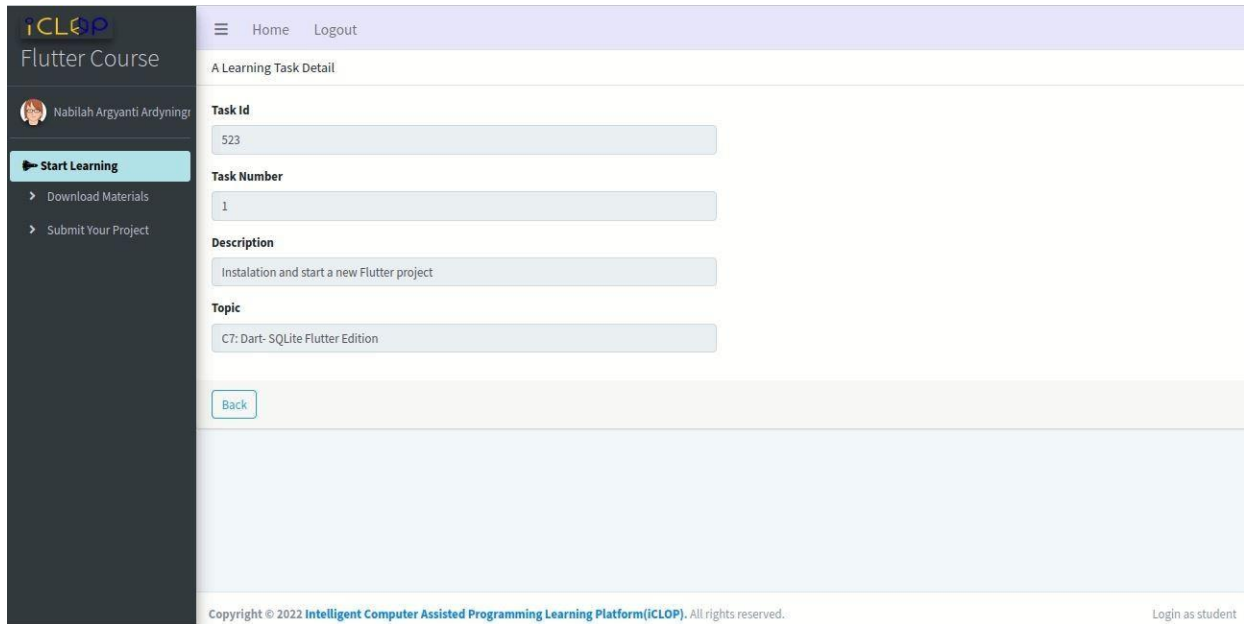 iCLOP
Flutter Course
Nabilah Argyanti Ardyningr
Start Learning
Download Materials
Submit Your Project
Home Logout
A Learning Task Detail
Task Id
523
Task Number
1
Description
Instalation and start a new Flutter project
Topic
C7: Dart- SQLite Flutter Edition
Back
Copyright © 2022 Intelligent Computer Assisted Programming Learning Platform(iCLOP). All rights reserved.
Login as student